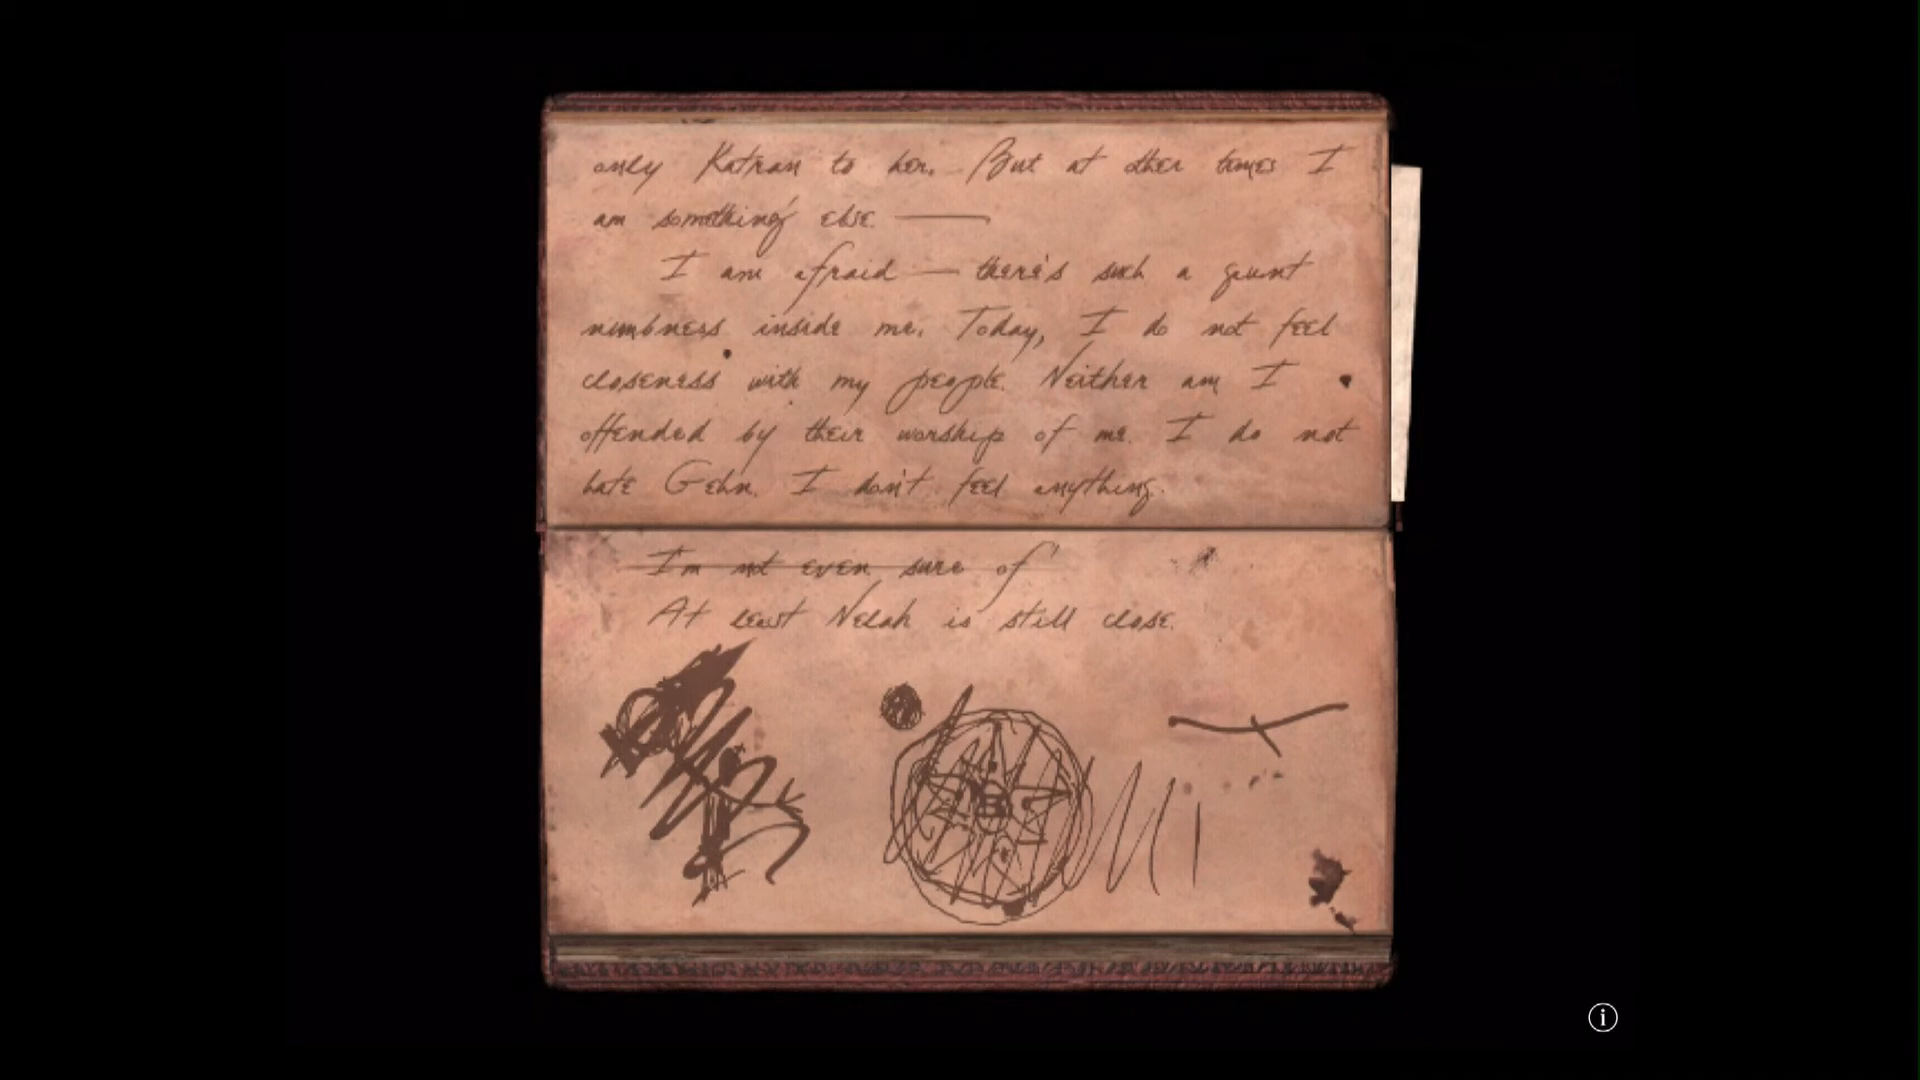 only Katran to her. But at other times I
am something else. —
I am afraid — there's such a giant
numbness inside me. Today, I do not feel
closeness with my people. Neither am I
offended by their worship of me. I do not
hate Gehn. I don't feel anything.
I'm not even sure of
At least Nelah is still close.